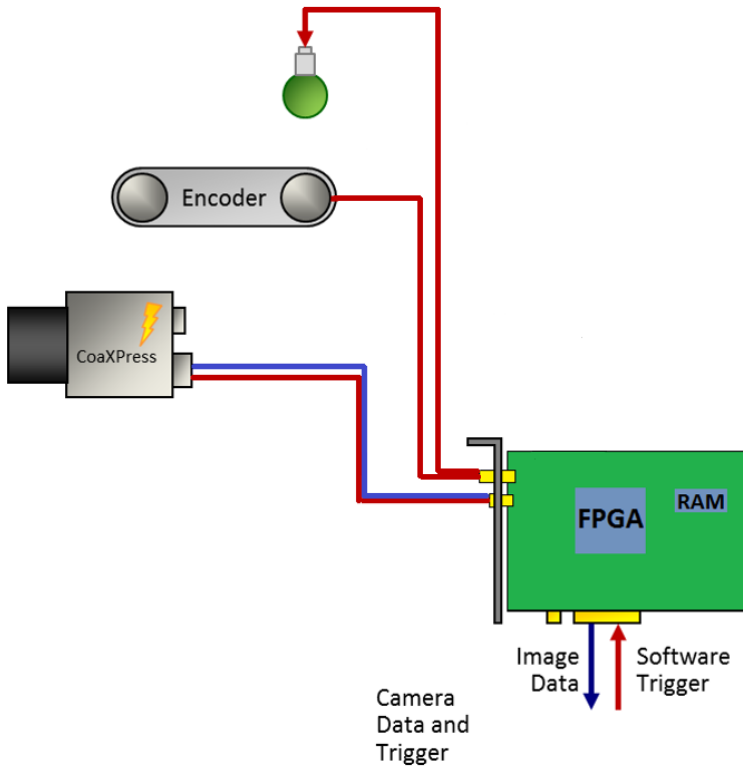 Encoder
CoaXPress
FPGA
RAM
Image
Data
Software
Trigger
Camera
Data and
Trigger